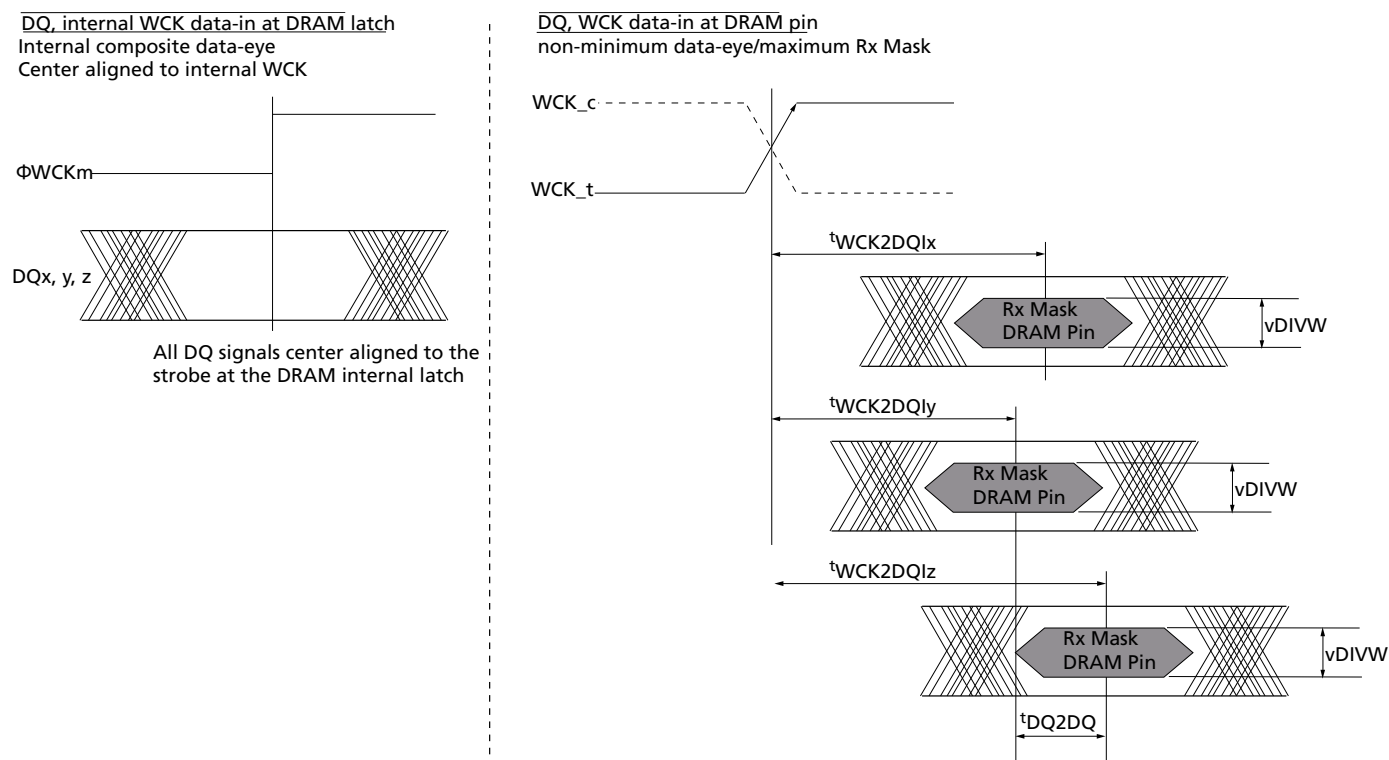 DQ, internal WCK data-in at DRAM latch
Internal composite data-eye
Center aligned to internal WCK
ΦWCKm
DQx, y, z
All DQ signals center aligned to the
strobe at the DRAM internal latch
DQ, WCK data-in at DRAM pin
non-minimum data-eye/maximum Rx Mask
WCK_c
WCK_t
tWCK2DQIx
Rx Mask
DRAM Pin
vDIVW
tWCK2DQIy
Rx Mask
DRAM Pin
vDIVW
tWCK2DQIz
Rx Mask
DRAM Pin
vDIVW
tDQ2DQ